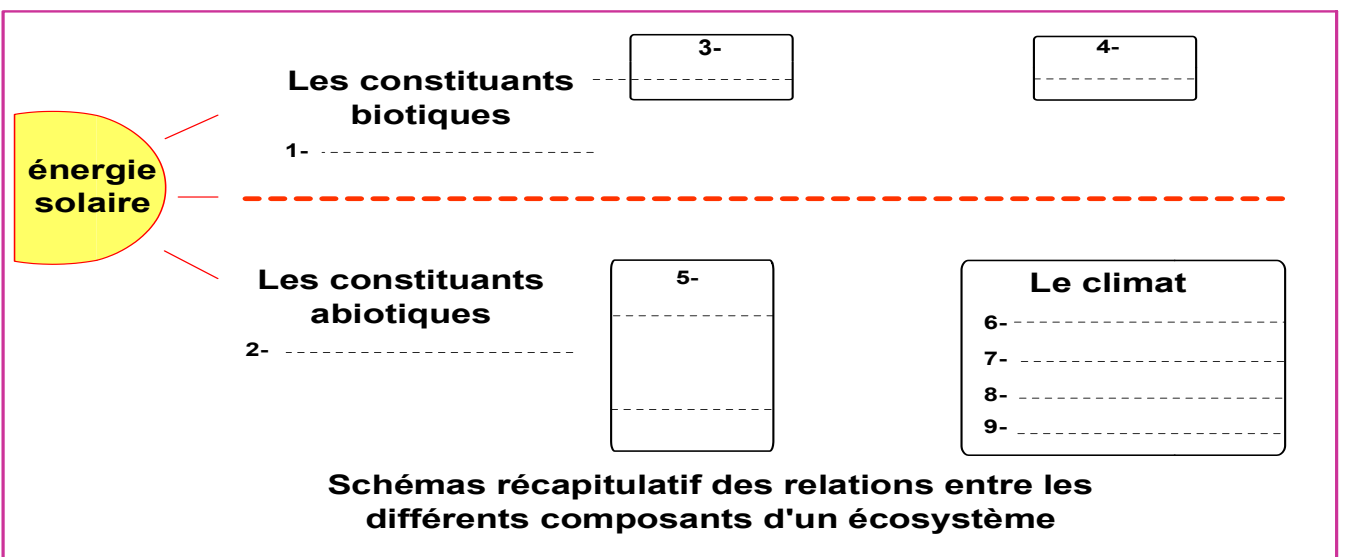 3-
4-
Les constituants
biotiques
1-
énergie
solaire
Les constituants
abiotiques
2-
5-
Le climat
6-
7-
8-
9-
Schémas récapitulatif des relations entre les
différents composants d'un écosystème